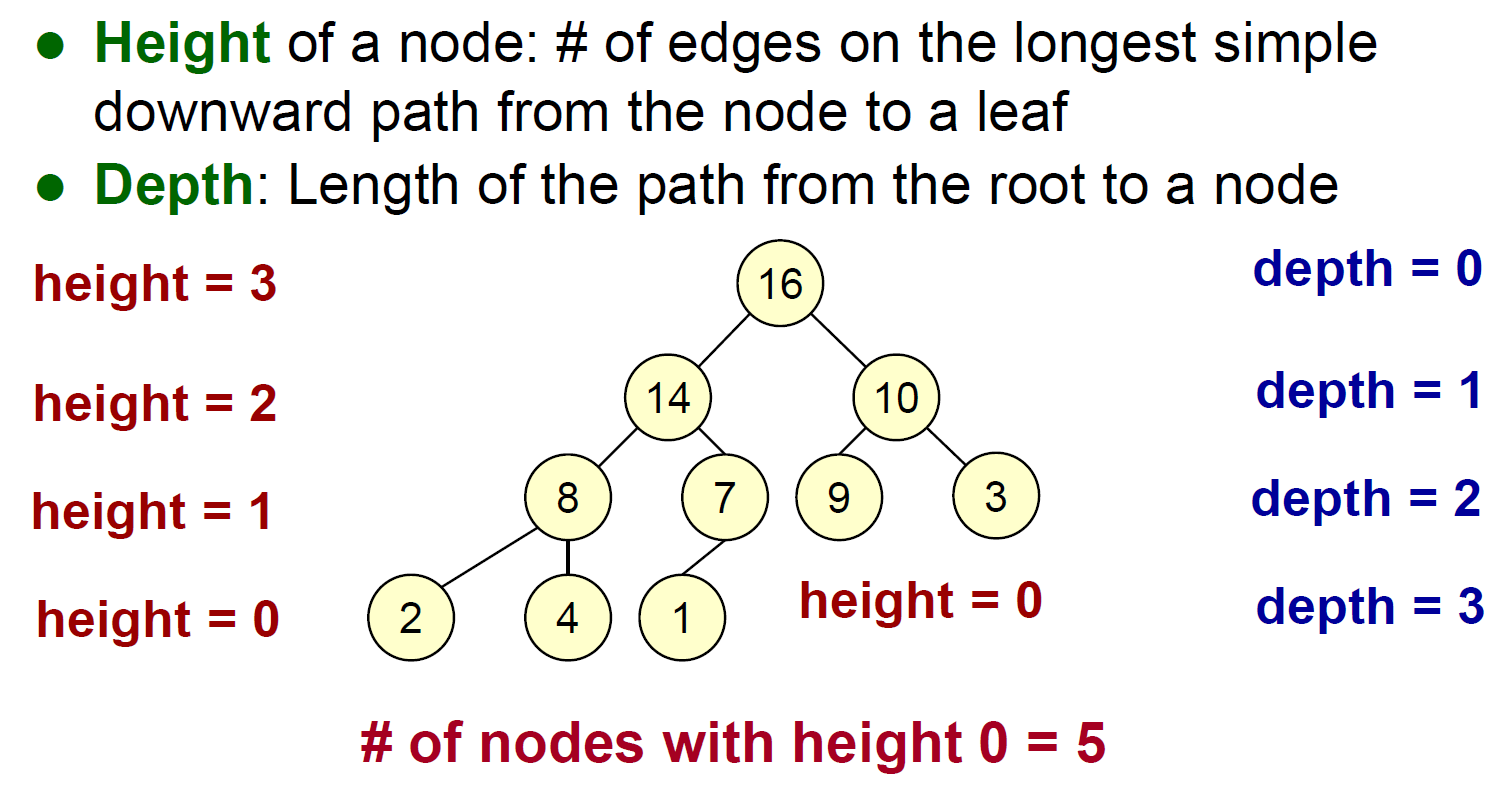 ● Height of a node: # of edges on the longest simple
downward path from the node to a leaf
● Depth: Length of the path from the root to a node
height = 3 16 depth = 0
height = 2 14 10 depth = 1
height = 1 8 7 9 3 depth = 2
height = 0 2 4 1 height = 0 depth = 3
# of nodes with height 0 = 5